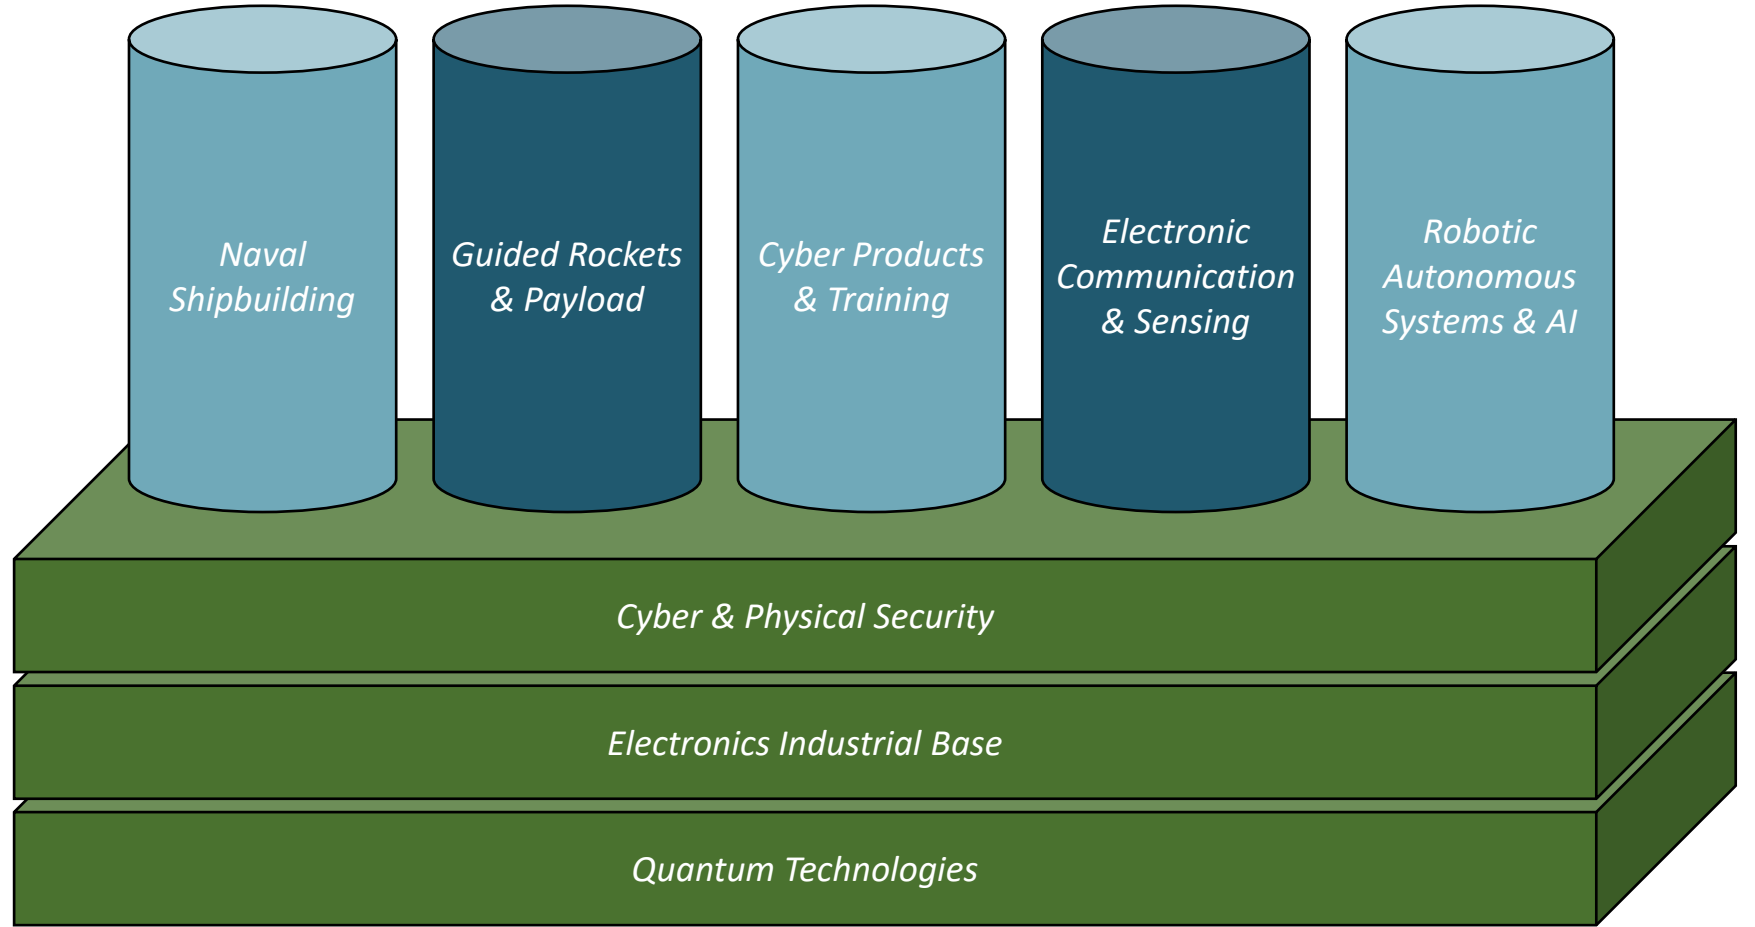 Naval
Shipbuilding
Guided Rockets
& Payload
Cyber Products
& Training
Electronic
Communication
& Sensing
Robotic
Autonomous
Systems & AI
Cyber & Physical Security
Electronics Industrial Base
Quantum Technologies